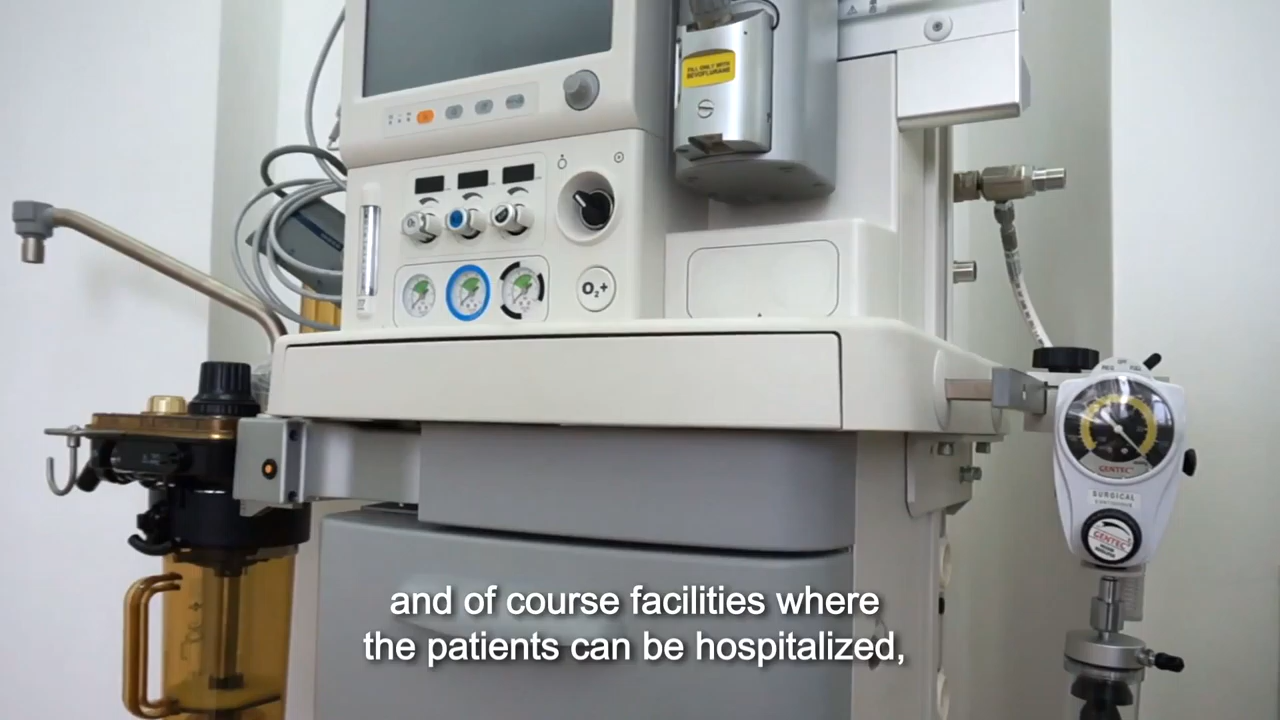 FILL ONLY WITH
SEVOFLURANE
O₂+
GENTEC
SURGICAL
GENTEC
and of course facilities where
the patients can be hospitalized,